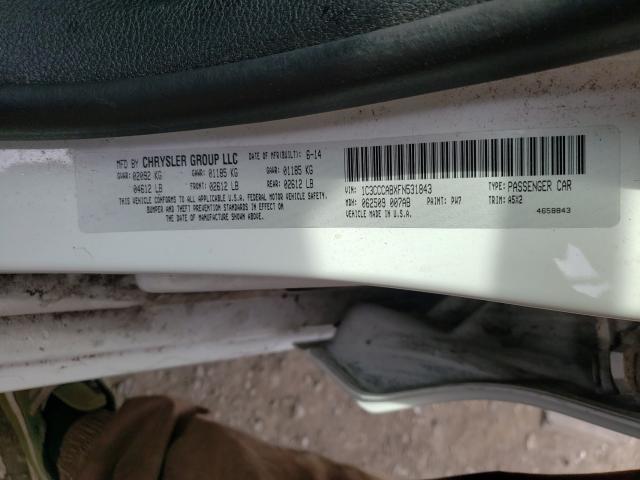 MFD BY CHRYSLER GROUP LLC DATE OF MFR(BUILT): 6-14
GVWR: 02092 KG GAWR: 01185 KG GAWR: 01185 KG
04612 LB FRONT: 02612 LB REAR: 02612 LB
THIS VEHICLE CONFORMS TO ALL APPLICABLE U.S.A. FEDERAL MOTOR VEHICLE SAFETY,
BUMPER AND THEFT PREVENTION STANDARDS IN EFFECT ON
THE DATE OF MANUFACTURE SHOWN ABOVE.
VIN: 1C3CCCABXFN531843 TYPE: PASSENGER CAR
MDH: 062509 007AB PAINT: PW7 TRIM: A5X2
VEHICLE MADE IN U.S.A. 4658843